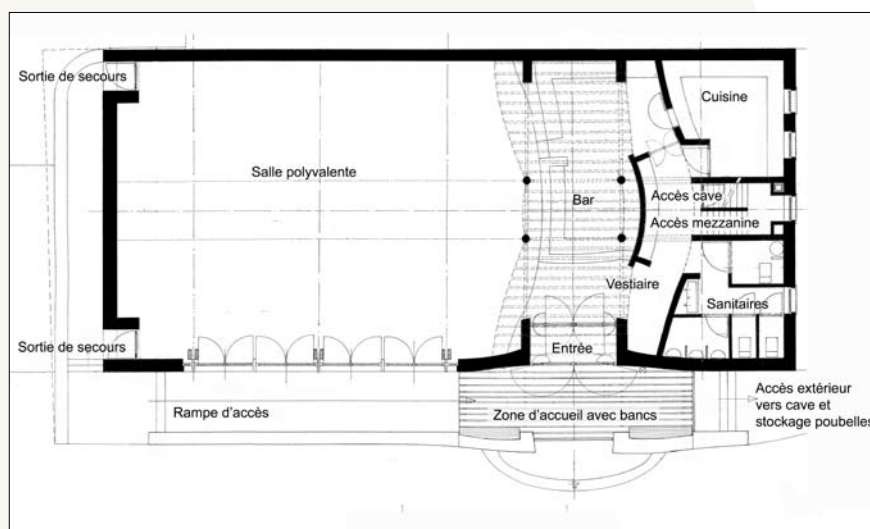 Sortie de secours
Cuisine
Salle polyvalente
Bar
Accès cave
Accès mezzanine
Vestiaire
Sanitaires
Sortie de secours
Entrée
Rampe d'accès
Zone d'accueil avec bancs
Accès extérieur
vers cave et
stockage poubelles